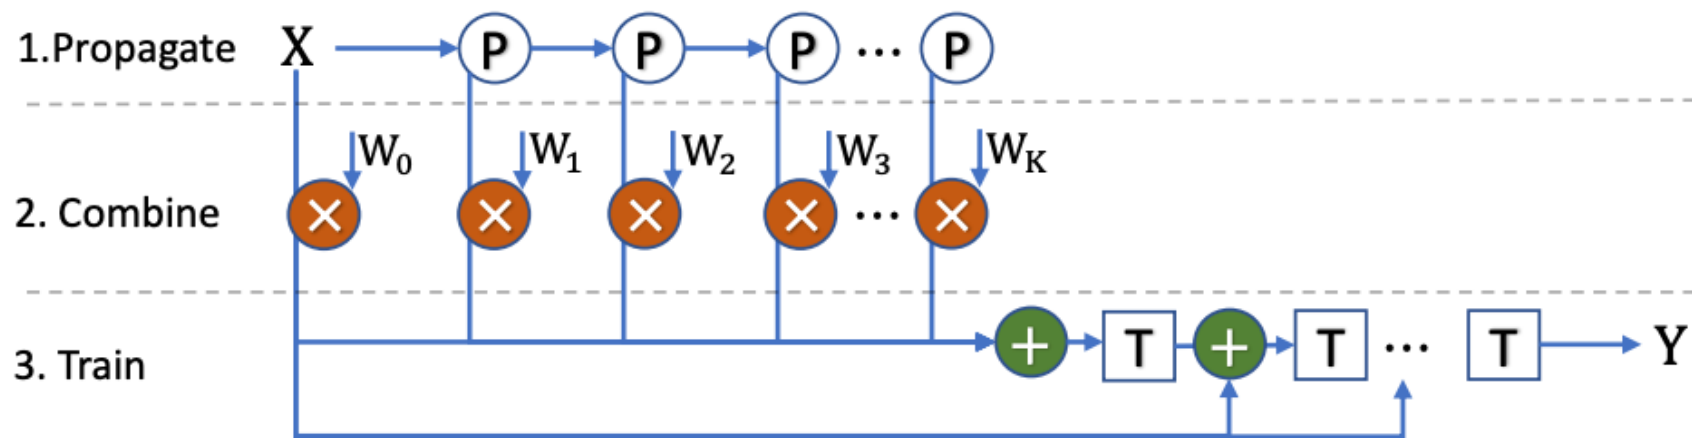 1.Propagate X P P P ... P
W0 W1 W2 W3 WK
2. Combine × × × × ... ×
3. Train + T + T ... T Y